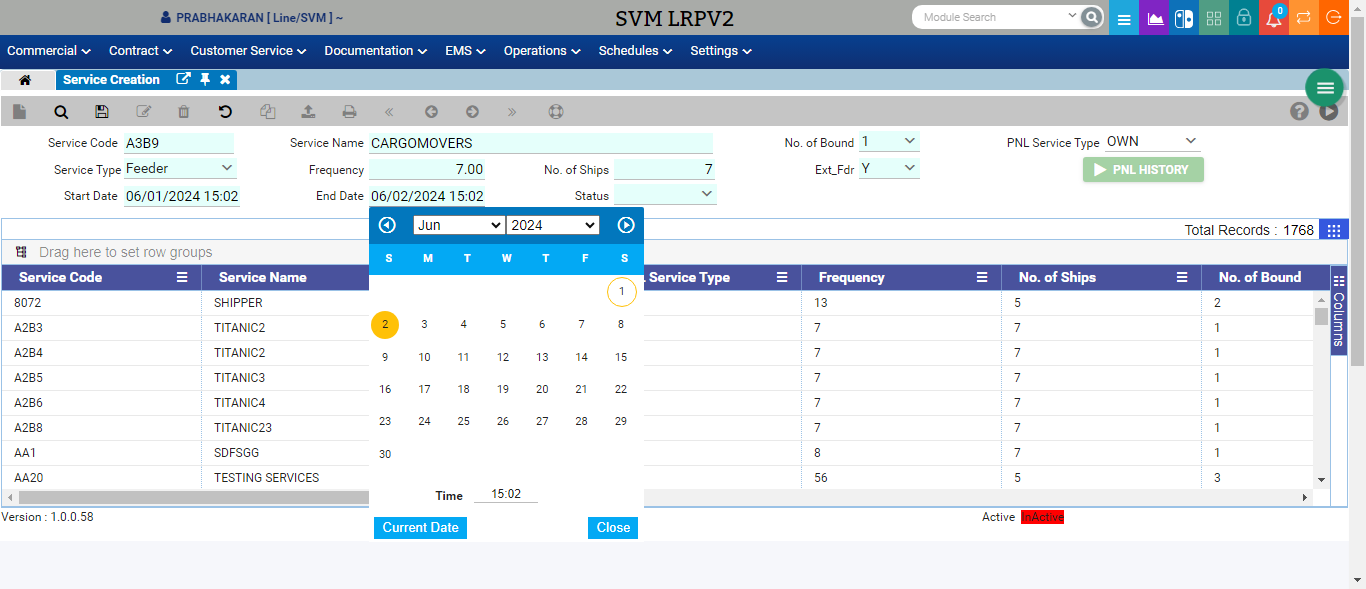 PRABHAKARAN [ Line/SVM ] ~
SVM LRPV2
Module Search
0
Commercial Contract Customer Service Documentation EMS Operations Schedules Settings
Service Creation
Service Code A3B9 Service Name CARGOMOVERS No. of Bound 1 PNL Service Type OWN
Service Type Feeder Frequency 7.00 No. of Ships 7 Ext_Fdr Y PNL HISTORY
Start Date 06/01/2024 15:02 End Date 06/02/2024 15:02 Status
Total Records : 1768
Drag here to set row groups
Service Code Service Name Service Type Frequency No. of Ships No. of Bound
8072 SHIPPER 13 5 2
A2B3 TITANIC2 7 7 1
A2B4 TITANIC2 7 7 1
A2B5 TITANIC3 7 7 1
A2B6 TITANIC4 7 7 1
A2B8 TITANIC23 7 7 1
AA1 SDFSGG 8 7 1
AA20 TESTING SERVICES 56 5 3
Columns
Jun 2024
S M T W T F S
1
2 3 4 5 6 7 8
9 10 11 12 13 14 15
16 17 18 19 20 21 22
23 24 25 26 27 28 29
30
Time 15:02
Current Date Close
Version : 1.0.0.58 Active InActive